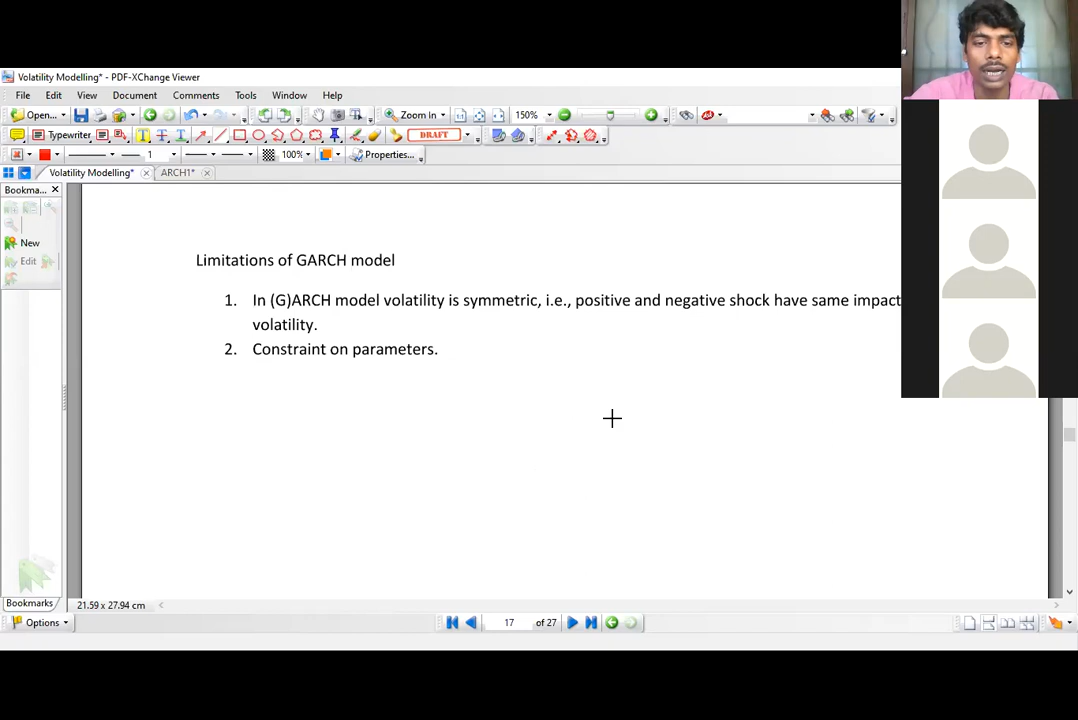 Volatility Modelling* - PDF-XChange Viewer
File Edit View Document Comments Tools Window Help
Open... Zoom In 150%
Typewriter DRAFT
1 100% Properties...
Volatility Modelling* ARCH1*
Bookma...
New
Edit
Limitations of GARCH model
1. In (G)ARCH model volatility is symmetric, i.e., positive and negative shock have same impact
volatility.
2. Constraint on parameters.
Bookmarks
21.59 x 27.94 cm
Options 17 of 27